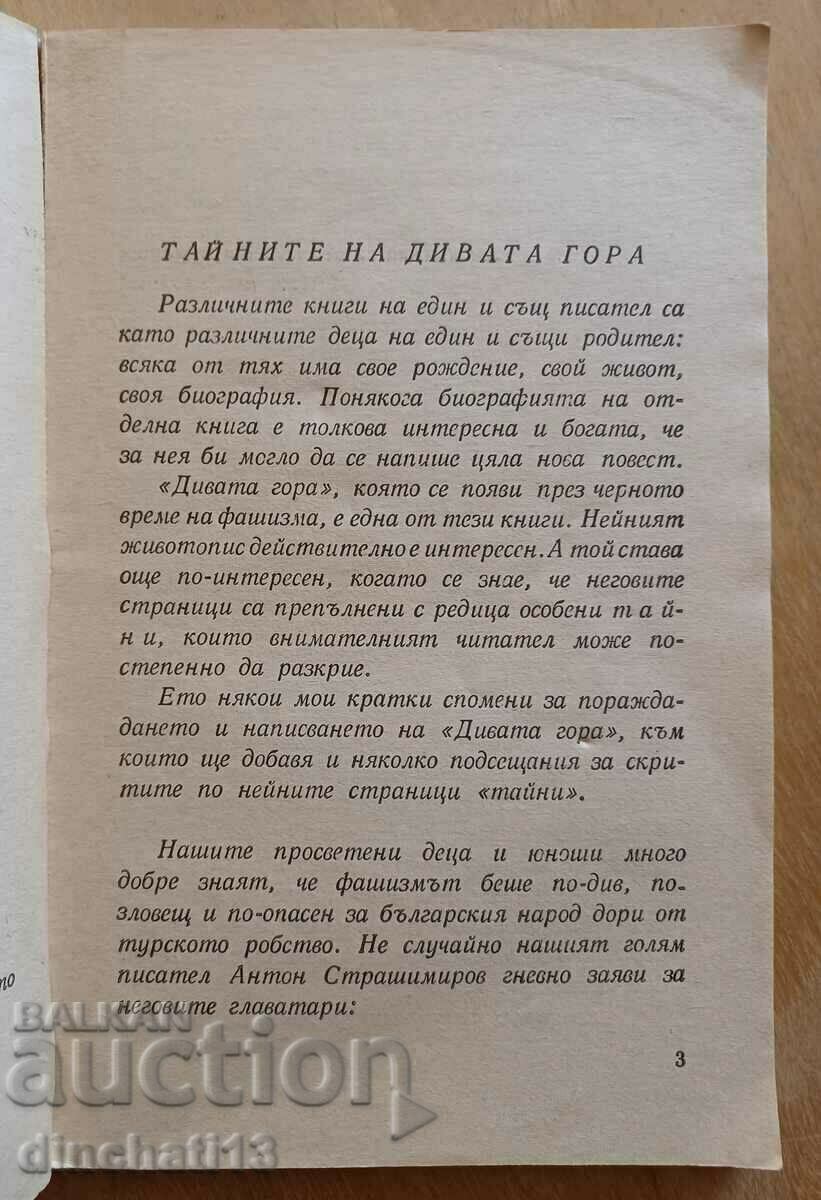 ТАЙНИТЕ НА ДИВАТА ГОРА
Различните книги на един и същ писател са
като различните деца на един и същи родител:
всяка от тях има свое рождение, свой живот,
своя биография. Понякога биографията на от-
делна книга е толкова интересна и богата, че
за нея би могло да се напише цяла нова повест.
«Дивата гора», която се появи през черното
време на фашизма, е една от тези книги. Нейният
животопис действително е интересен. А той става
още по-интересен, когато се знае, че неговите
страници са препълнени с редица особени тай-
ни, които внимателният читател може по-
степенно да разкрие.
Ето някои мои кратки спомени за поражда-
дането и написването на «Дивата гора», към
които ще добавя и няколко подсещания за скри-
тите по нейните страници «тайни».
Нашите просветени деца и юноши много
добре знаят, че фашизмът беше по-див, по-
зловещ и по-опасен за българския народ дори от
турското робство. Не случайно нашият голям
писател Антон Страшимиров гневно заяви за
неговите главатари:
3
BALKAN
auction
dinchati13